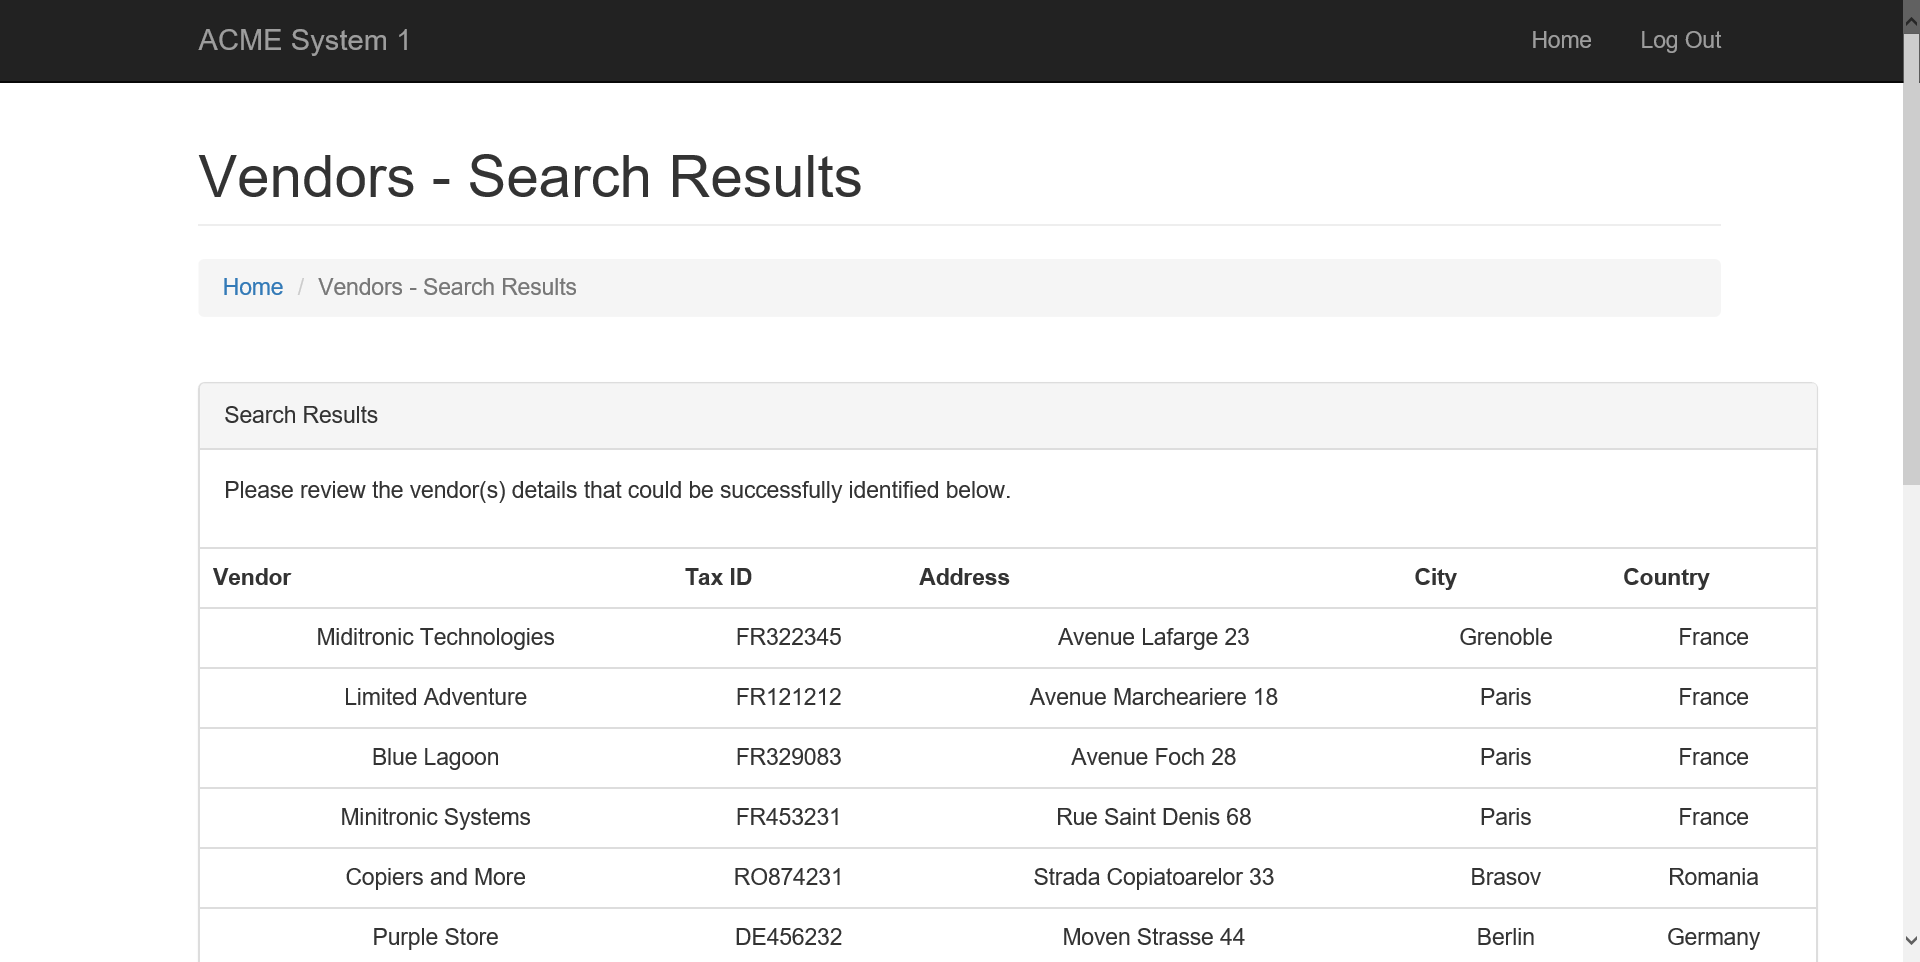 ACME System 1 Home Log Out
Vendors - Search Results
Home / Vendors - Search Results
Search Results
Please review the vendor(s) details that could be successfully identified below.
Vendor Tax ID Address City Country
Miditronic Technologies FR322345 Avenue Lafarge 23 Grenoble France
Limited Adventure FR121212 Avenue Marcheariere 18 Paris France
Blue Lagoon FR329083 Avenue Foch 28 Paris France
Minitronic Systems FR453231 Rue Saint Denis 68 Paris France
Copiers and More RO874231 Strada Copiatoarelor 33 Brasov Romania
Purple Store DE456232 Moven Strasse 44 Berlin Germany